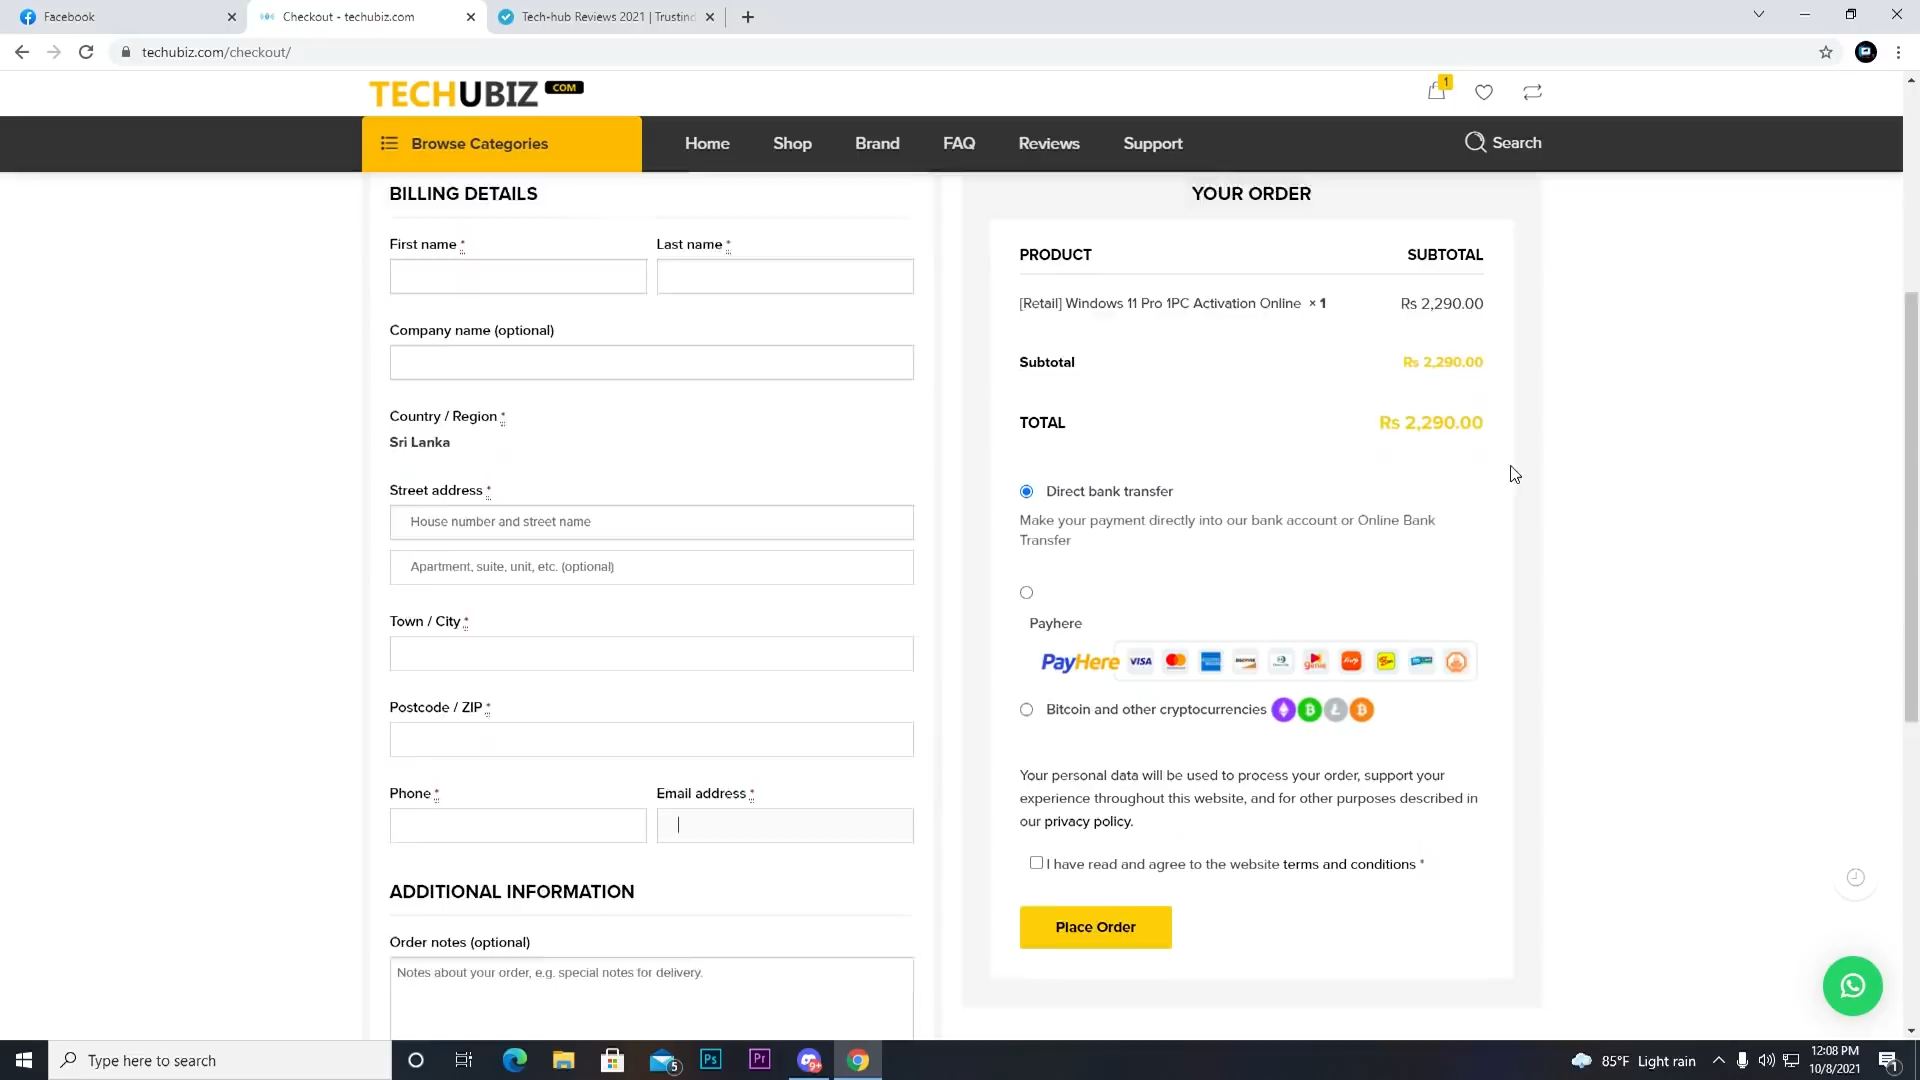 Facebook
Checkout - techubiz.com
Tech-hub Reviews 2021 | Trustind
techubiz.com/checkout/
TECHUBIZ COM
1
Browse Categories
Home
Shop
Brand
FAQ
Reviews
Support
Search
BILLING DETAILS
First name *
Last name *
Company name (optional)
Country / Region *
Sri Lanka
Street address *
House number and street name
Apartment, suite, unit, etc. (optional)
Town / City *
Postcode / ZIP *
Phone *
Email address *
ADDITIONAL INFORMATION
Order notes (optional)
Notes about your order, e.g. special notes for delivery.
YOUR ORDER
PRODUCT SUBTOTAL
[Retail] Windows 11 Pro 1PC Activation Online × 1 Rs 2,290.00
Subtotal Rs 2,290.00
TOTAL Rs 2,290.00
Direct bank transfer
Make your payment directly into our bank account or Online Bank
Transfer
Payhere
PayHere VISA
Bitcoin and other cryptocurrencies
Your personal data will be used to process your order, support your
experience throughout this website, and for other purposes described in
our privacy policy.
I have read and agree to the website terms and conditions *
Place Order
Type here to search
5
Ps
Pr
9+
85°F Light rain
12:08 PM
10/8/2021
1